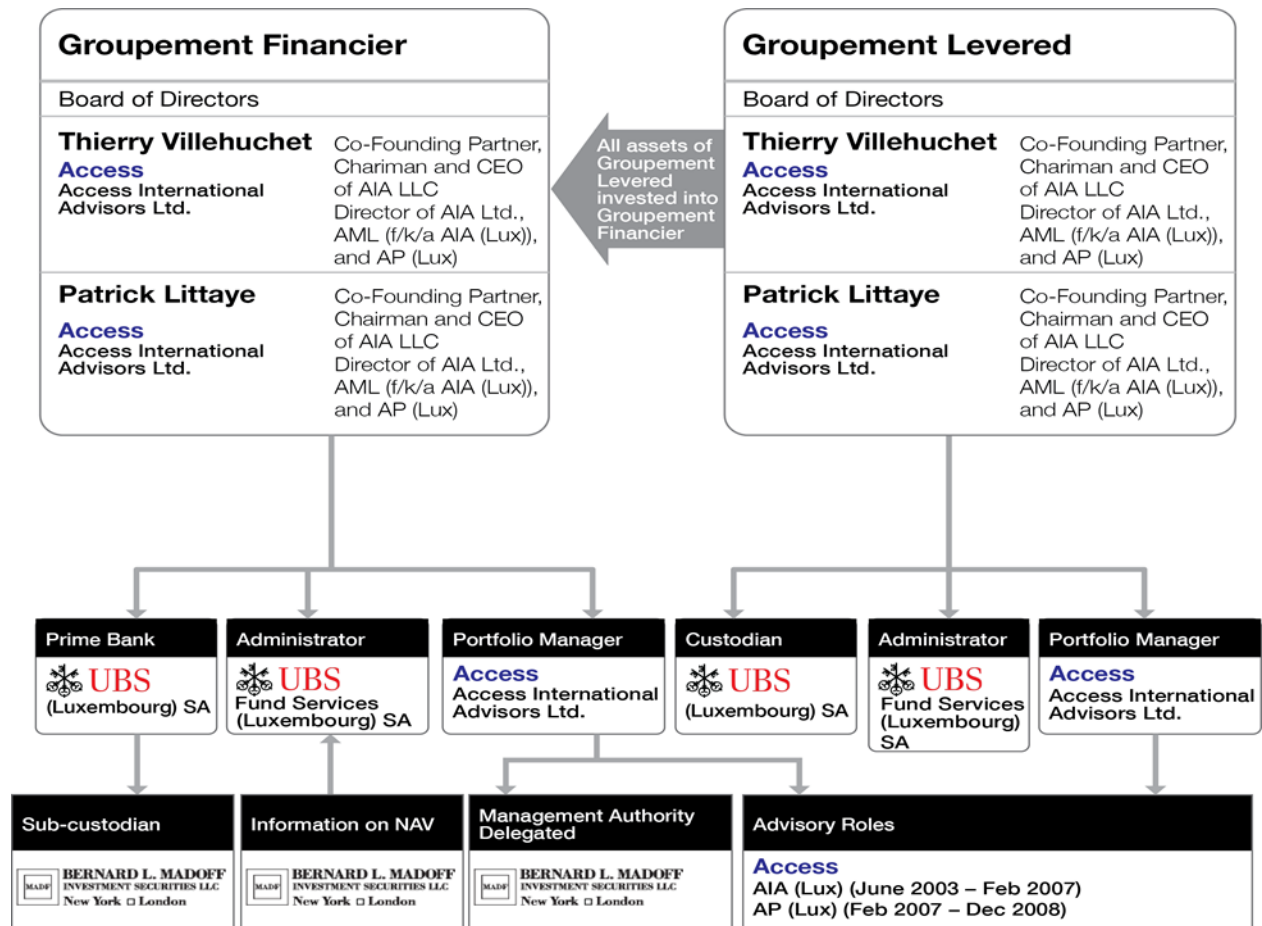 Groupement Financier
Board of Directors
Thierry Villehuchet
Access
Access International
Advisors Ltd.
Co-Founding Partner,
Chariman and CEO
of AIA LLC
Director of AIA Ltd.,
AML (f/k/a AIA (Lux)),
and AP (Lux)
Patrick Littaye
Access
Access International
Advisors Ltd.
Co-Founding Partner,
Chairman and CEO
of AIA LLC
Director of AIA Ltd.,
AML (f/k/a AIA (Lux)),
and AP (Lux)
All assets of
Groupement
Levered
invested into
Groupement
Financier
Groupement Levered
Board of Directors
Thierry Villehuchet
Access
Access International
Advisors Ltd.
Co-Founding Partner,
Chariman and CEO
of AIA LLC
Director of AIA Ltd.,
AML (f/k/a AIA (Lux)),
and AP (Lux)
Patrick Littaye
Access
Access International
Advisors Ltd.
Co-Founding Partner,
Chairman and CEO
of AIA LLC
Director of AIA Ltd.,
AML (f/k/a AIA (Lux)),
and AP (Lux)
Prime Bank
UBS
(Luxembourg) SA
Administrator
UBS
Fund Services
(Luxembourg) SA
Portfolio Manager
Access
Access International
Advisors Ltd.
Custodian
UBS
(Luxembourg) SA
Administrator
UBS
Fund Services
(Luxembourg)
SA
Portfolio Manager
Access
Access International
Advisors Ltd.
Sub-custodian
MADF
BERNARD L. MADOFF
INVESTMENT SECURITIES LLC
New York □ London
Information on NAV
MADF
BERNARD L. MADOFF
INVESTMENT SECURITIES LLC
New York □ London
Management Authority
Delegated
MADF
BERNARD L. MADOFF
INVESTMENT SECURITIES LLC
New York □ London
Advisory Roles
Access
AIA (Lux) (June 2003 – Feb 2007)
AP (Lux) (Feb 2007 – Dec 2008)